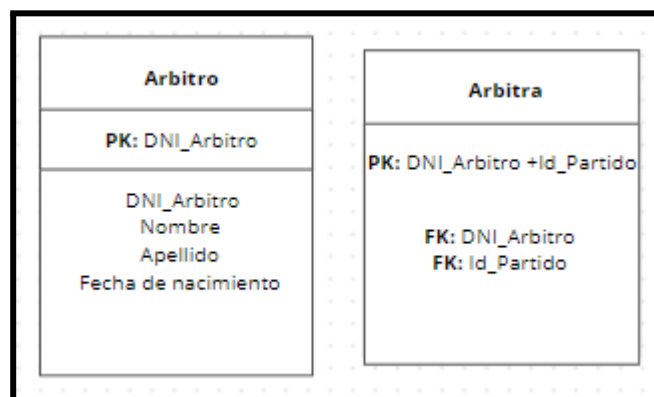 Arbitro
PK: DNI_Arbitro
DNI_Arbitro
Nombre
Apellido
Fecha de nacimiento
Arbitra
PK: DNI_Arbitro +Id_Partido
FK: DNI_Arbitro
FK: Id_Partido